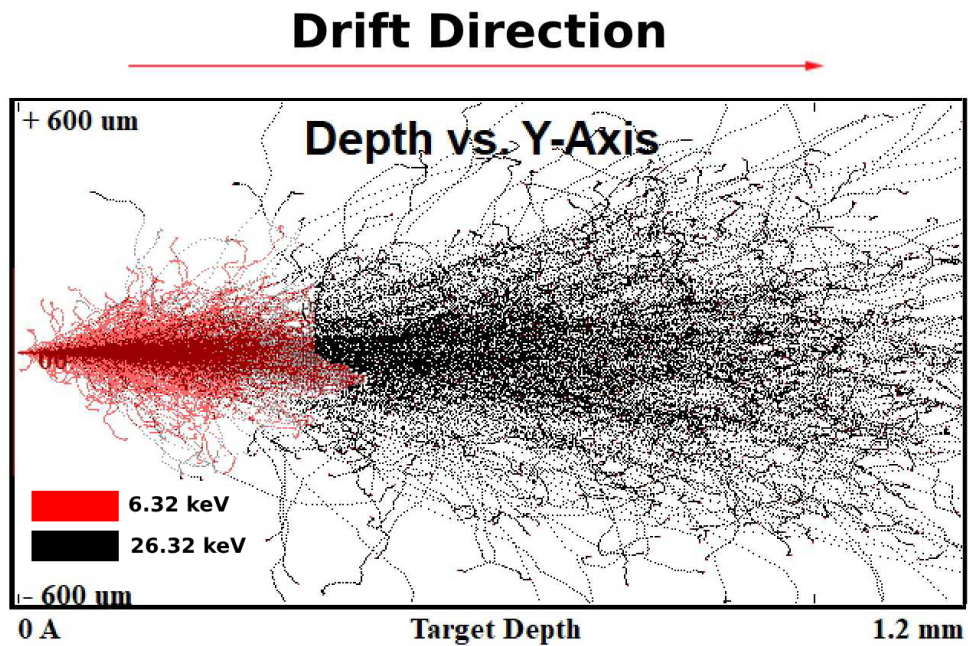 Drift Direction
+ 600 um
Depth vs. Y-Axis
6.32 keV
26.32 keV
- 600 um
0 A
Target Depth
1.2 mm